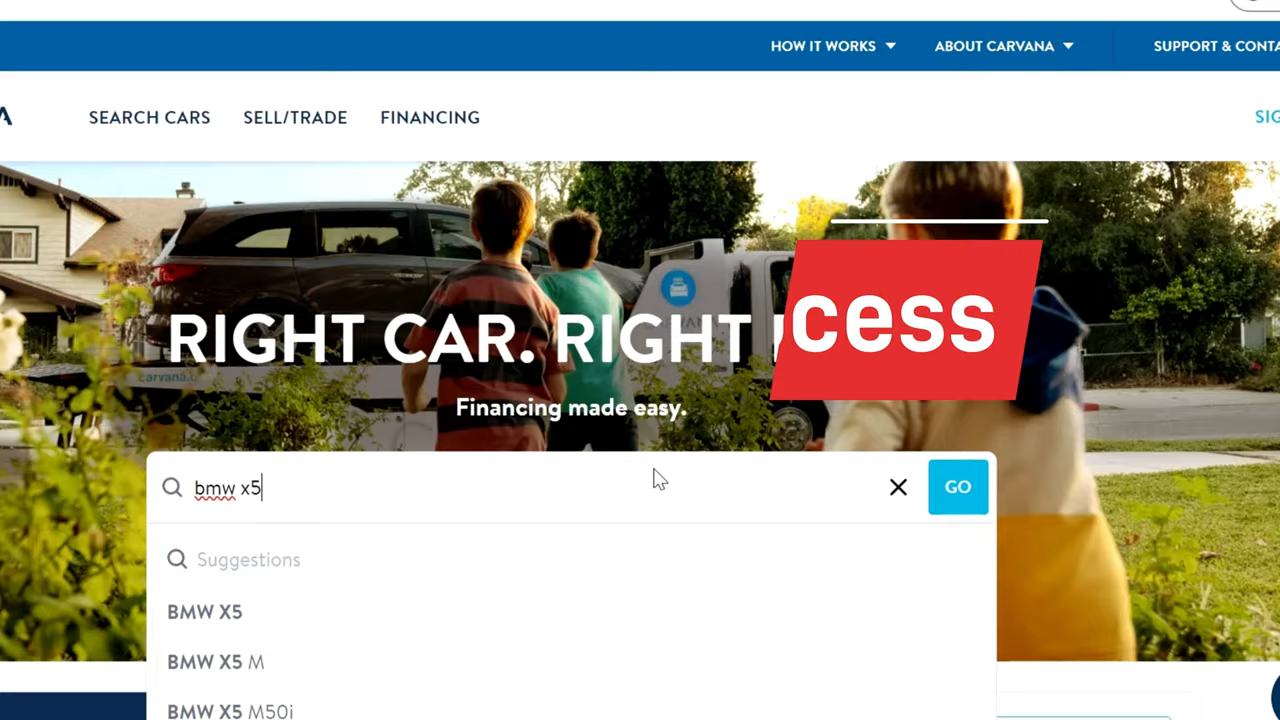 HOW IT WORKS ABOUT CARVANA SUPPORT & CONTA
A SEARCH CARS SELL/TRADE FINANCING SIG
RIGHT CAR. RIGHT
cess
carvana.c
Financing made easy.
bmw x5 GO
Suggestions
BMW X5
BMW X5 M
BMW X5 M50i